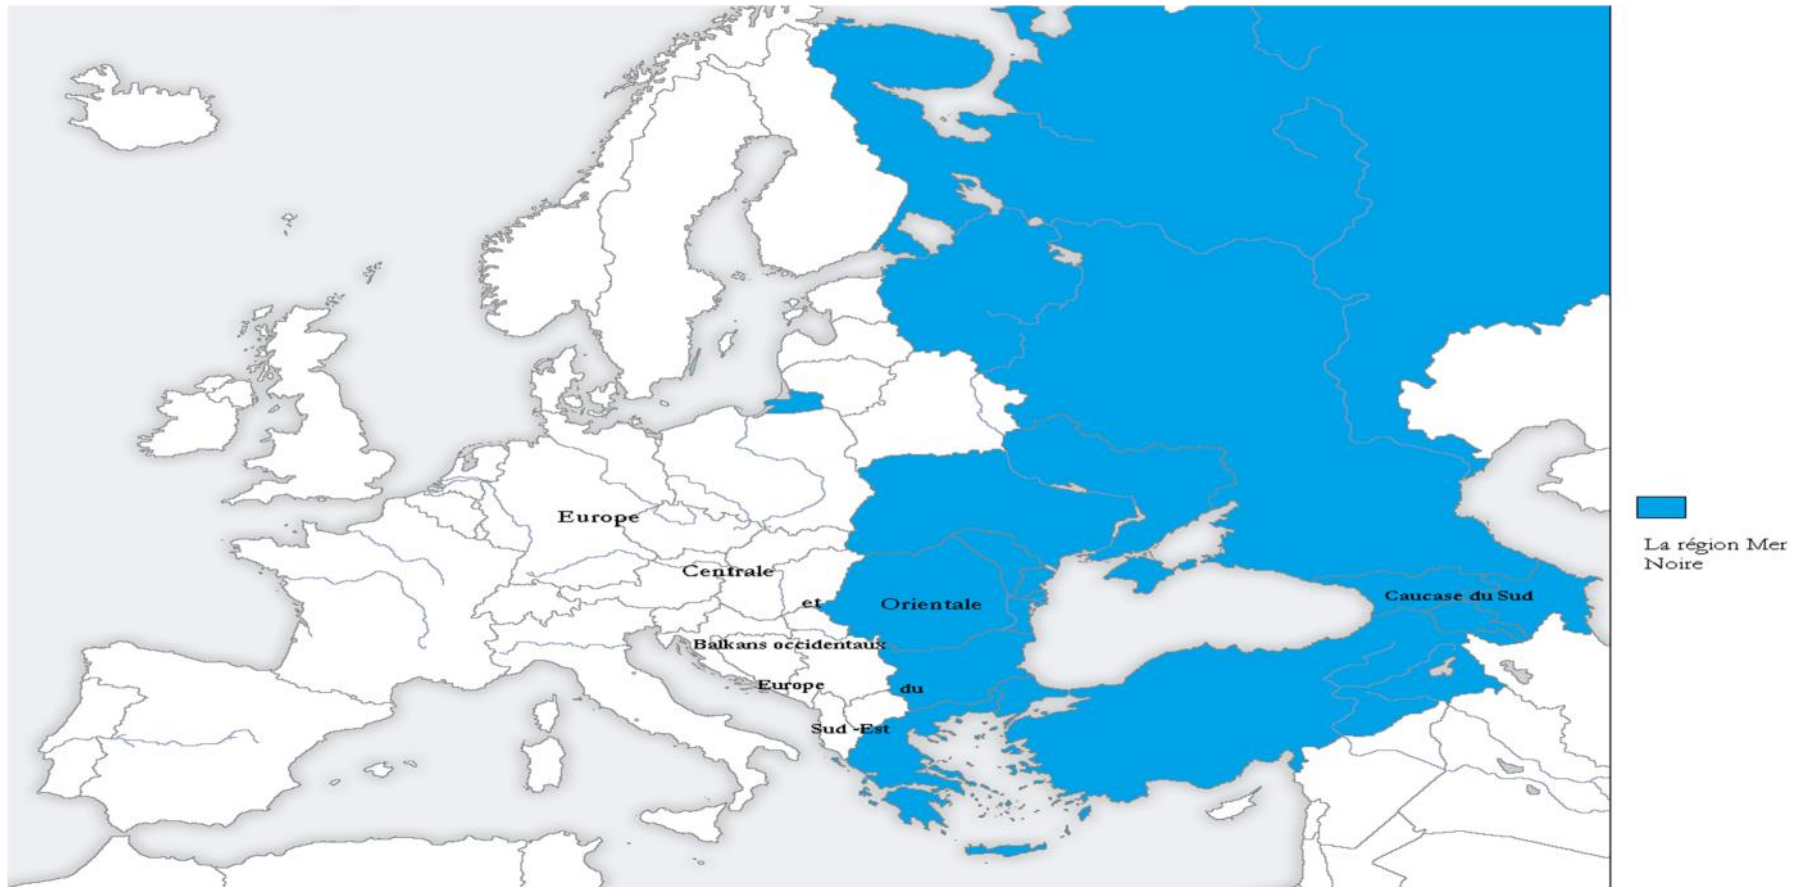 Europe
Centrale
et Orientale
Caucase du Sud
Balkans occidentaux
Europe du
Sud -Est
La région Mer
Noire